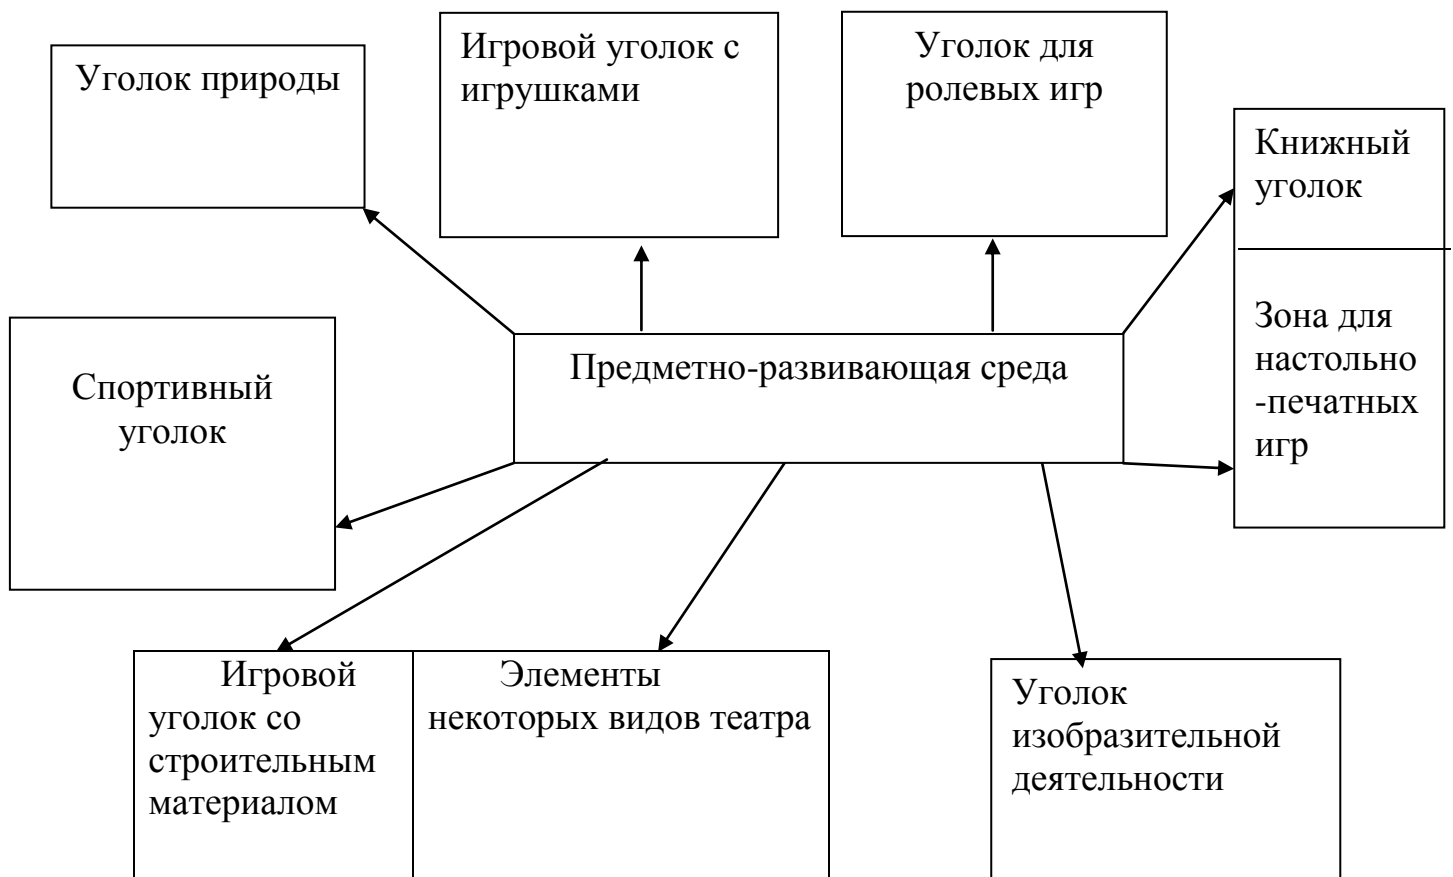 Уголок природы
Игровой уголок с
игрушками
Уголок для
ролевых игр
Книжный
уголок
Зона для
настольно
-печатных
игр
Предметно-развивающая среда
Спортивный
уголок
Игровой
уголок со
строительным
материалом
Элементы
некоторых видов театра
Уголок
изобразительной
деятельности